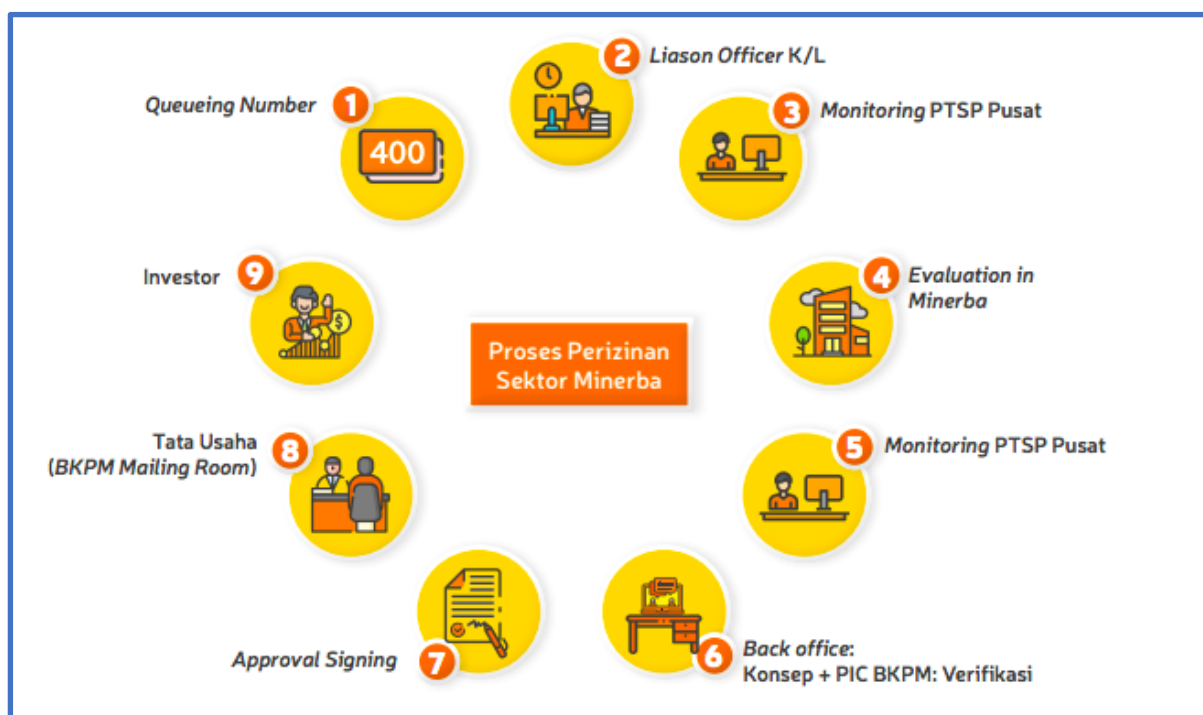 1
Queueing Number
400
2
Liason Officer K/L
3
Monitoring PTSP Pusat
4
Evaluation in
Minerba
5
Monitoring PTSP Pusat
6
Back office:
Konsep + PIC BKPM: Verifikasi
7
Approval Signing
8
Tata Usaha
(BKPM Mailing Room)
9
Investor
$
Proses Perizinan
Sektor Minerba